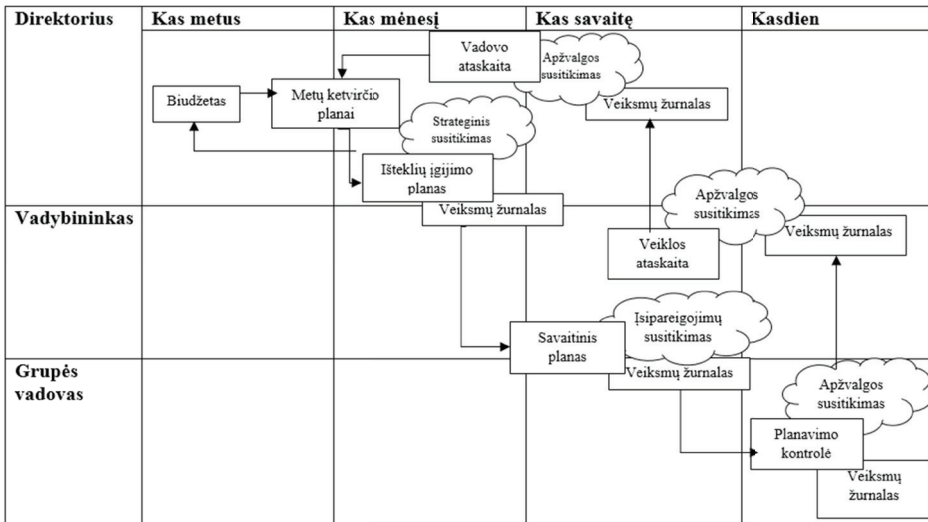 Direktorius
Kas metus
Kas mėnesį
Kas savaitę
Kasdien
Vadovo
ataskaita
Apžvalgos
susitikimas
Biudžetas
Metų ketvirčio
planai
Veiksmų žurnalas
Strateginis
susitikimas
Išteklių įgijimo
planas
Veiksmų žurnalas
Apžvalgos
susitikimas
Vadybininkas
Veiklos
ataskaita
Veiksmų žurnalas
Savaitinis
planas
Įsipareigojimų
susitikimas
Veiksmų žurnalas
Grupės
vadovas
Apžvalgos
susitikimas
Planavimo
kontrolė
Veiksmų
žurnalas